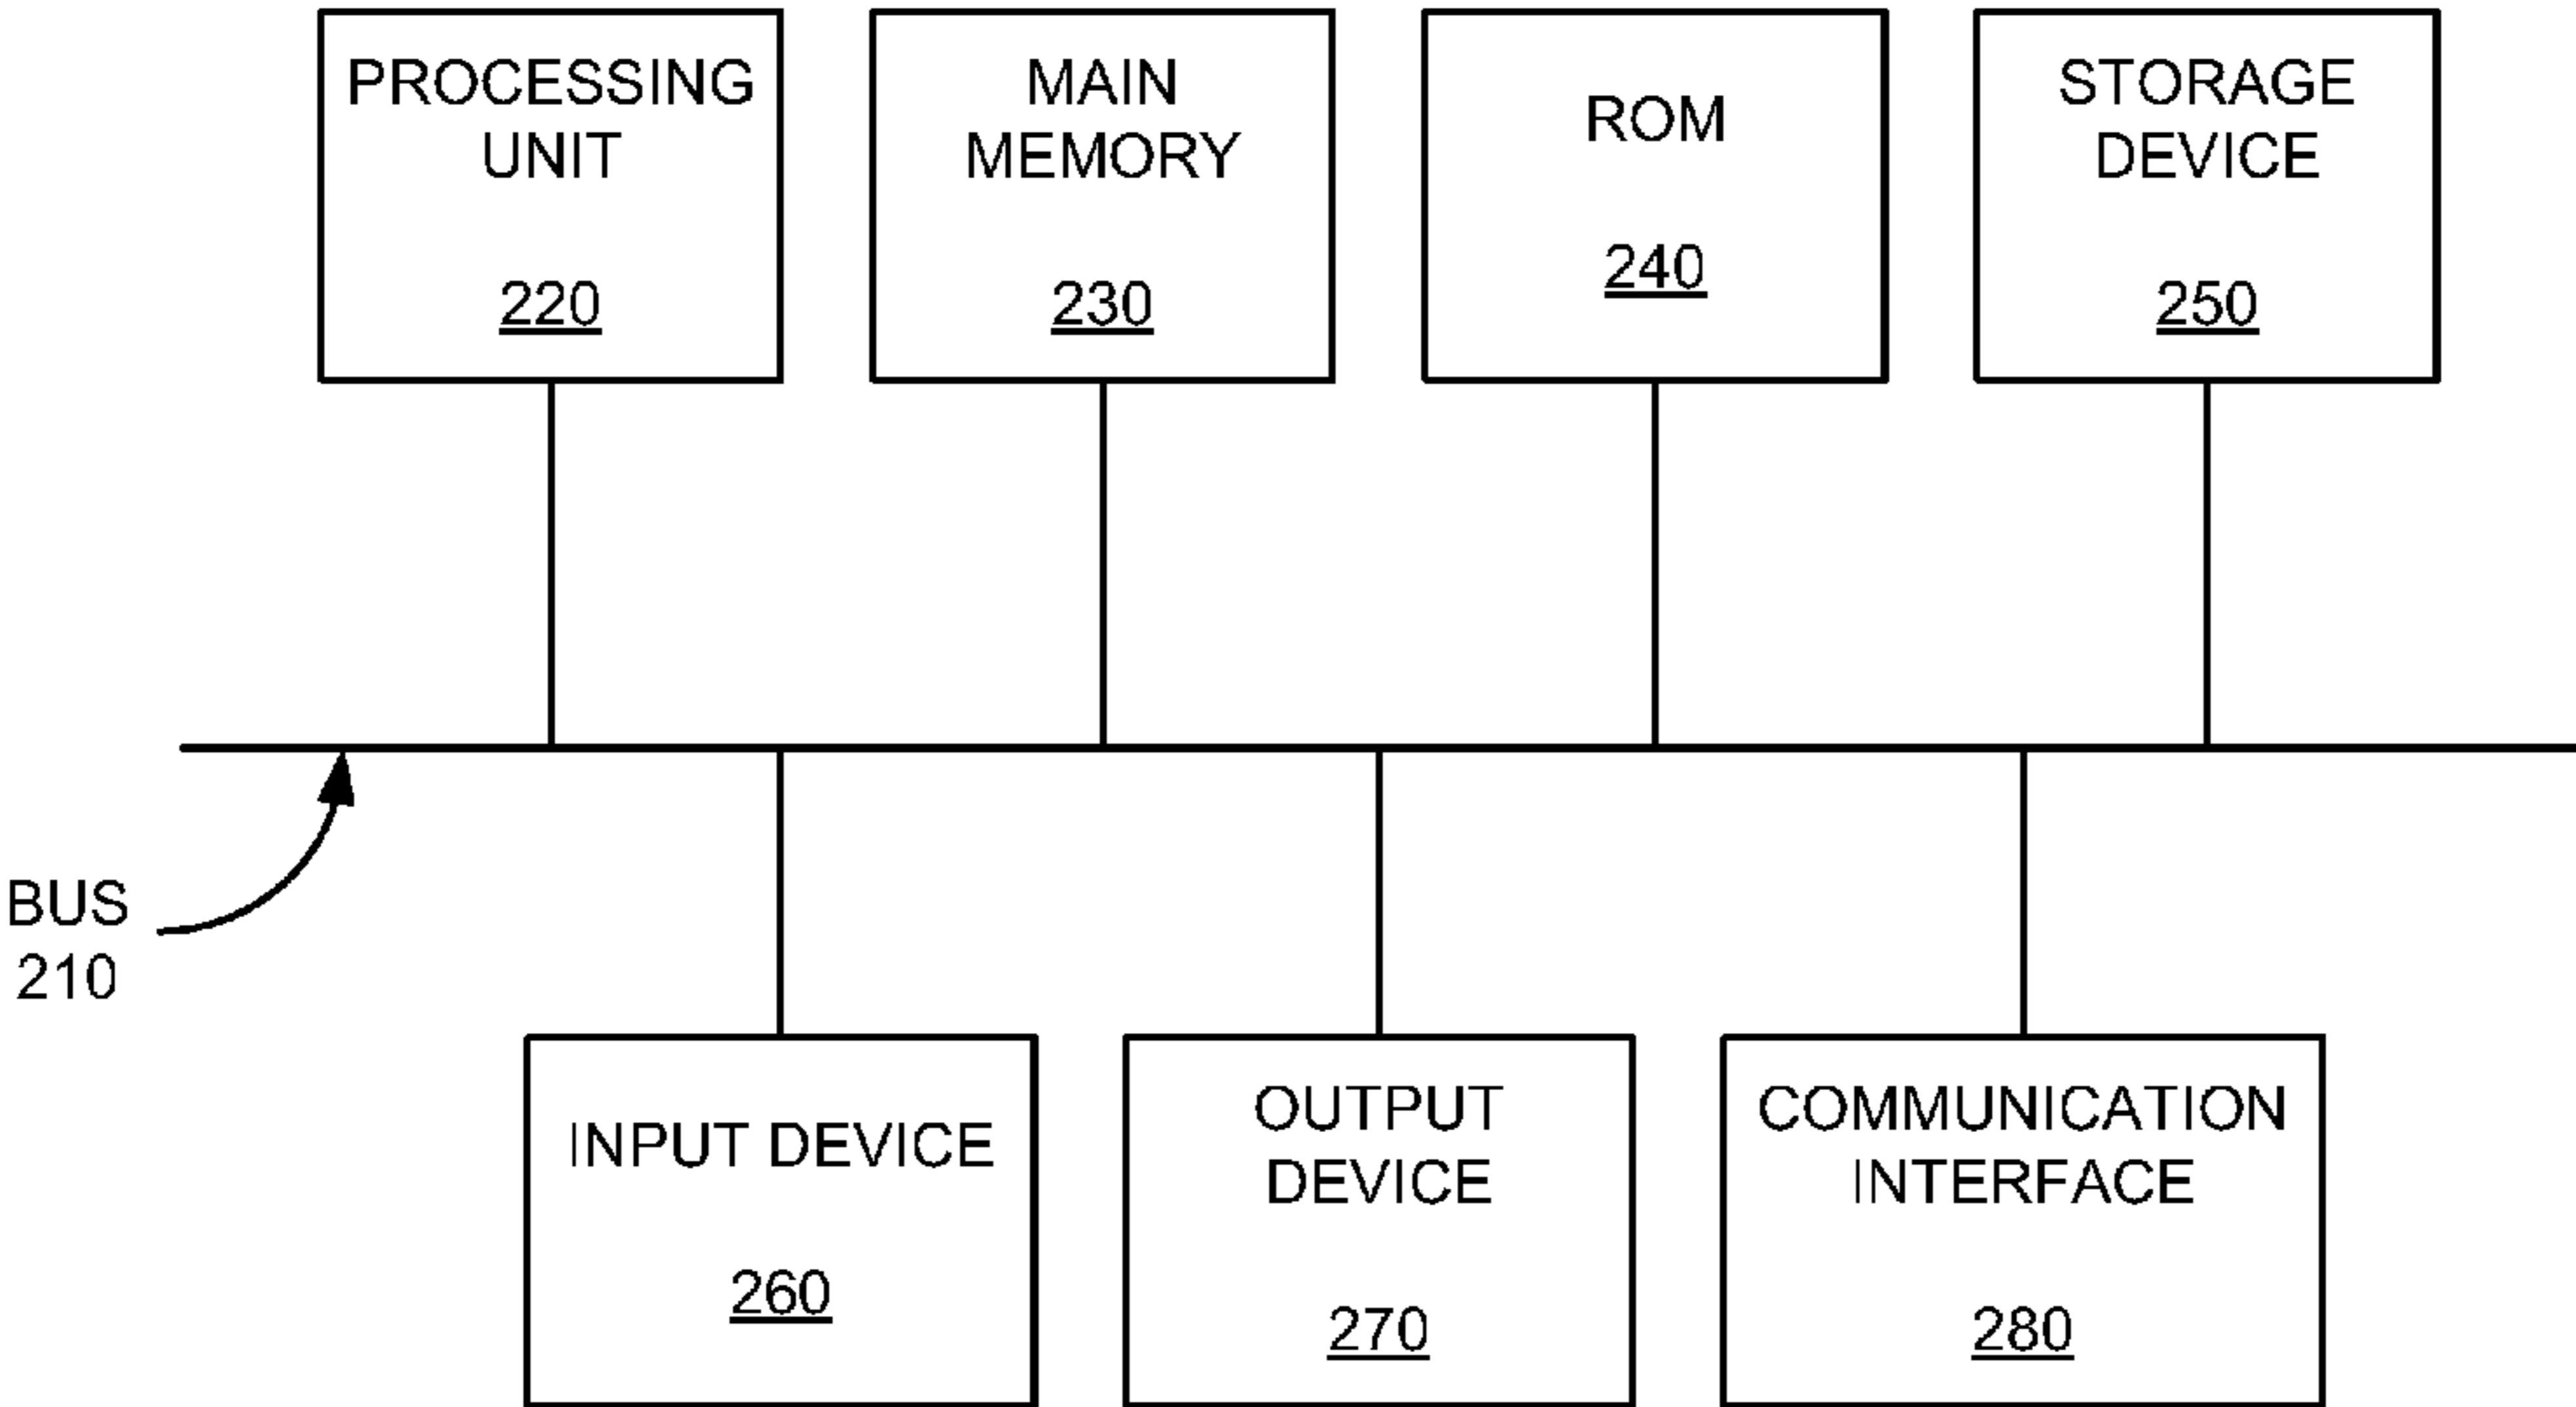 PROCESSING
UNIT
220
MAIN
MEMORY
230
ROM
240
STORAGE
DEVICE
250
BUS
210
INPUT DEVICE
260
OUTPUT
DEVICE
270
COMMUNICATION
INTERFACE
280